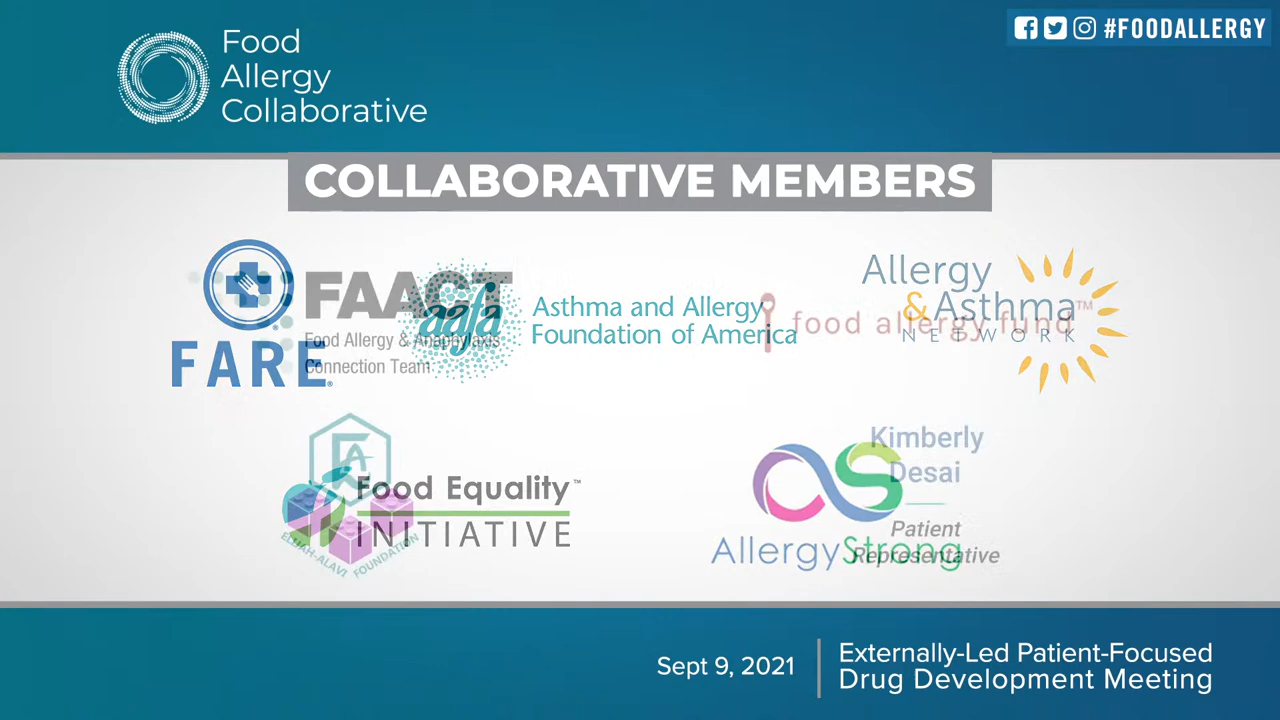 #FOODALLERGY
Food
Allergy
Collaborative
COLLABORATIVE MEMBERS
FARE®
FAACT
Food Allergy & Anaphylaxis
Connection Team
aafa
Asthma and Allergy
Foundation of America
food allergy fund
Allergy
& Asthma™
NETWORK
ELIJAH-ALAVI FOUNDATION
Food Equality™
INITIATIVE
AllergyStrong
Kimberly
Desai
Patient
Representative
Sept 9, 2021
Externally-Led Patient-Focused
Drug Development Meeting